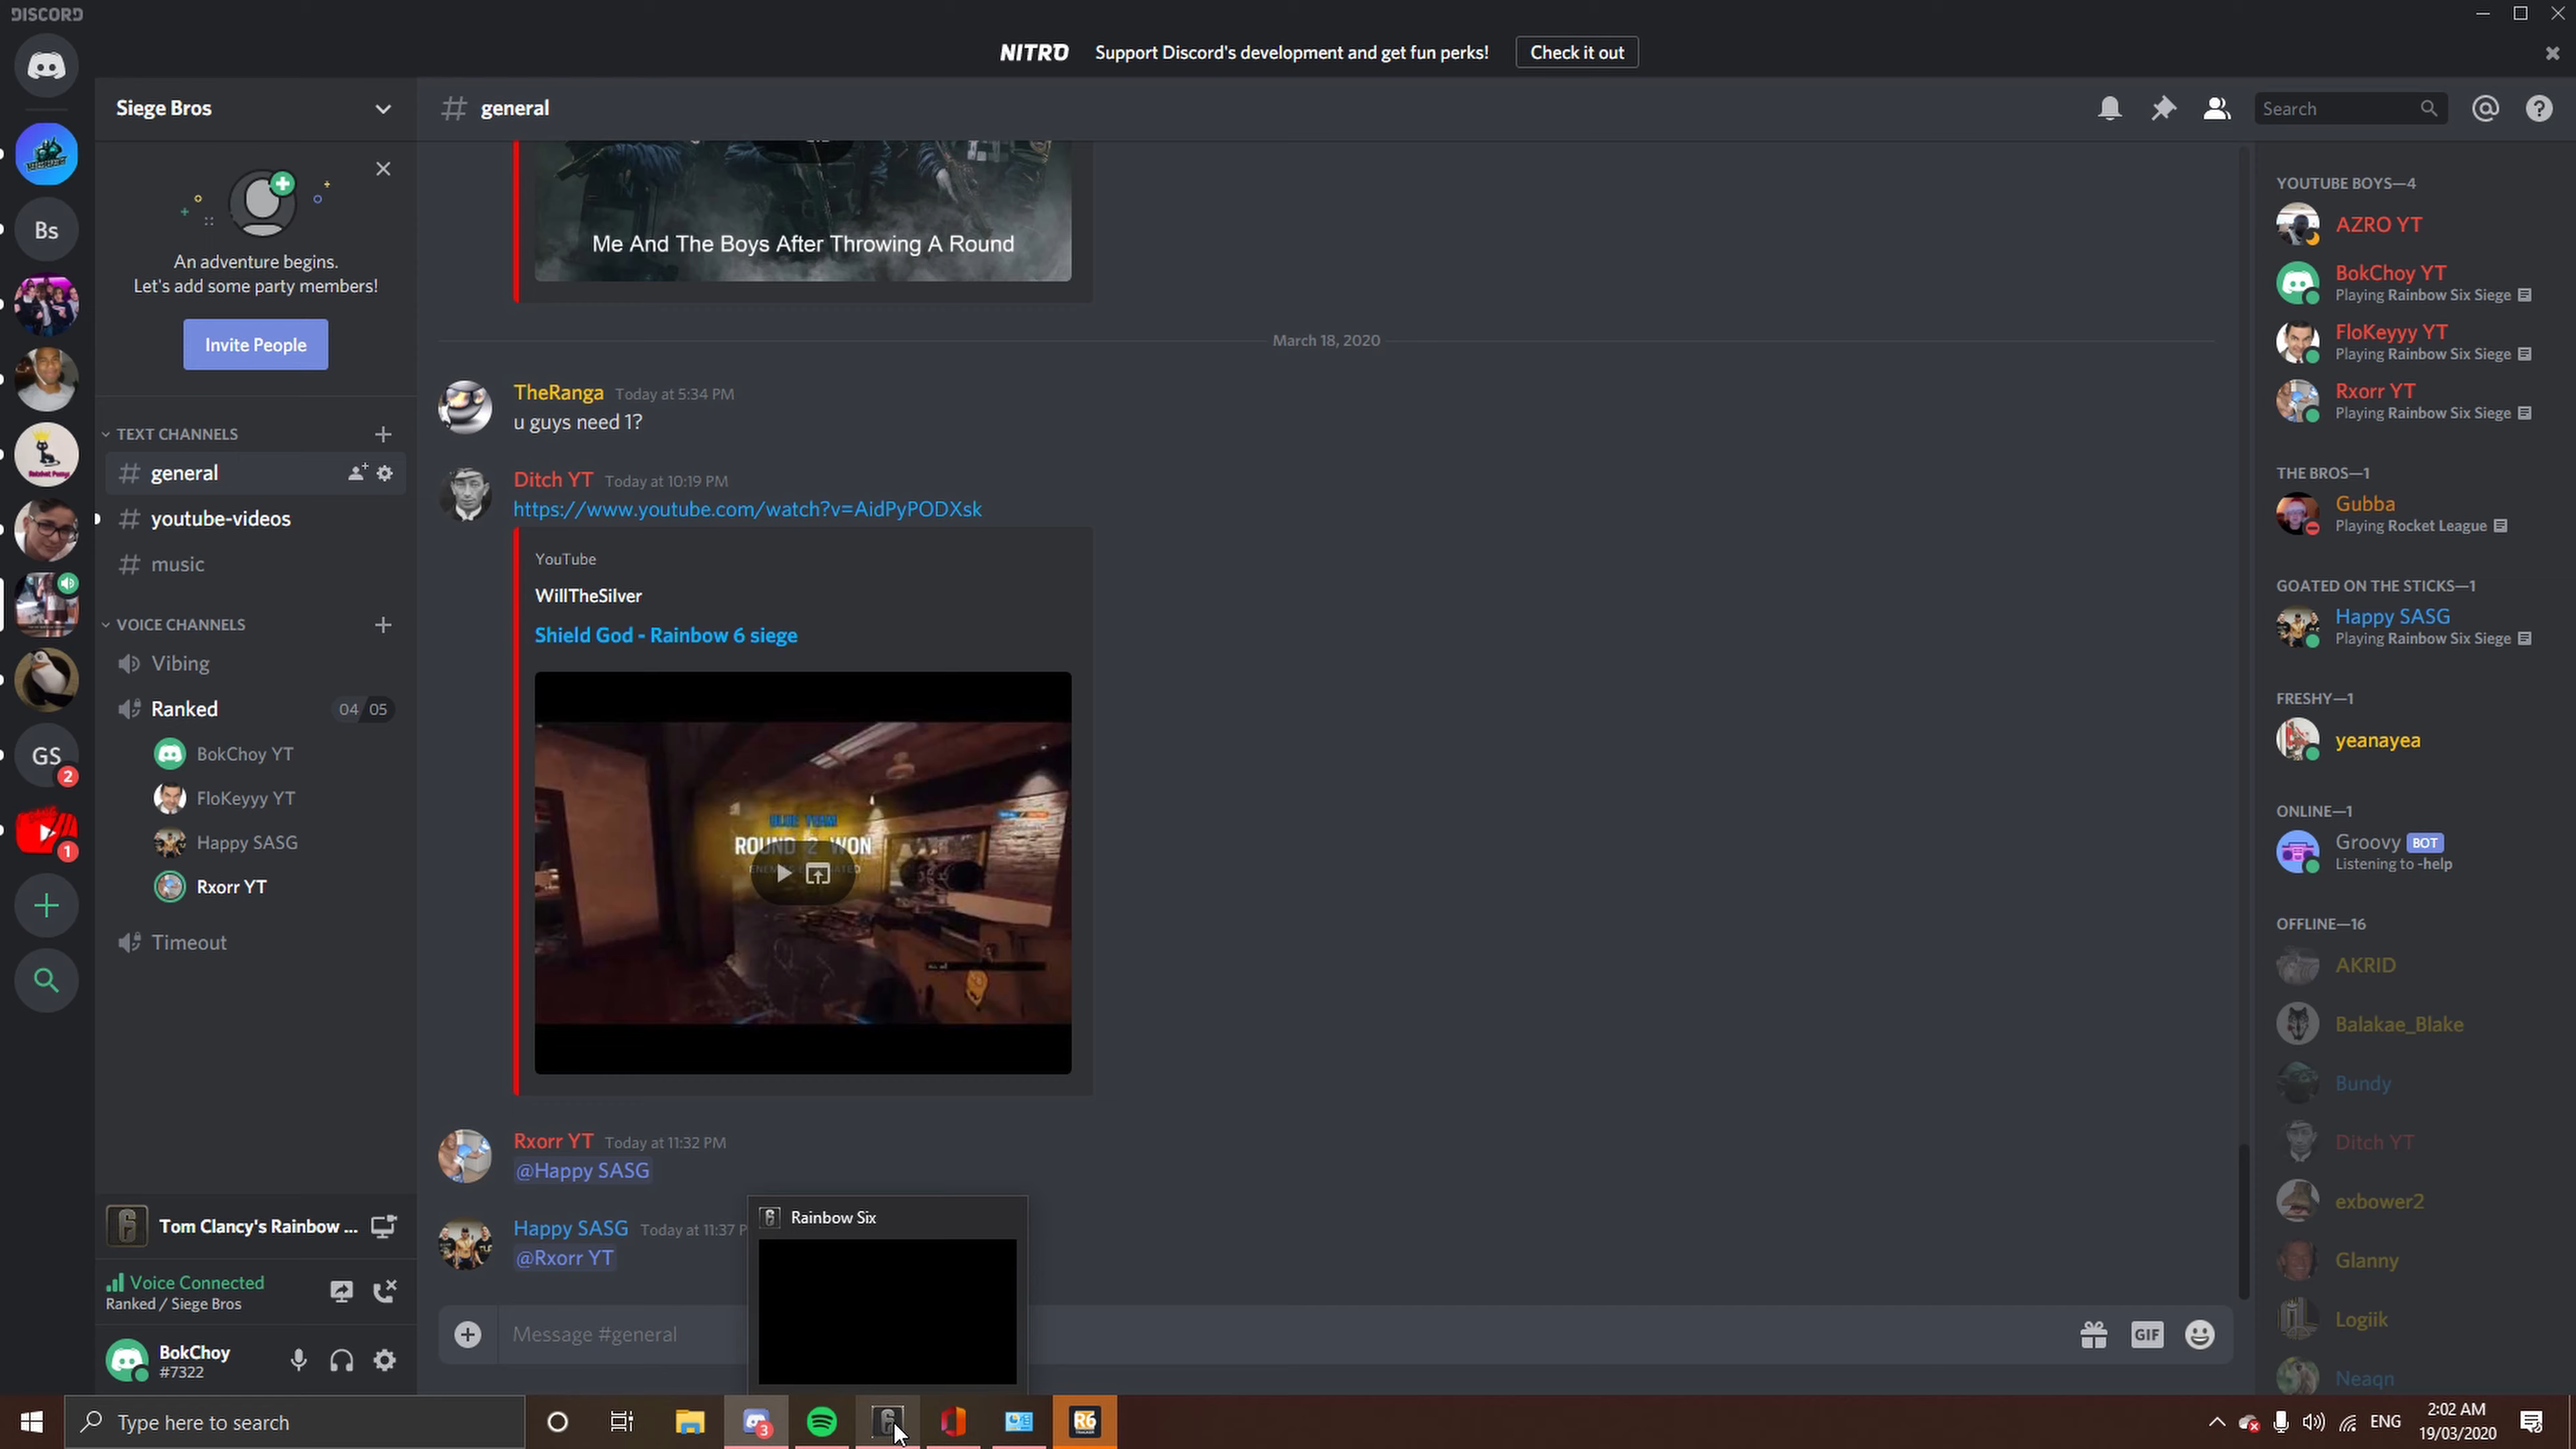 DISCORD
NITRO Support Discord's development and get fun perks! Check it out
Siege Bros
An adventure begins.
Let's add some party members!
Invite People
TEXT CHANNELS
general
youtube-videos
music
VOICE CHANNELS
Vibing
Ranked 04 05
BokChoy YT
FloKeyyy YT
Happy SASG
Rxorr YT
Timeout
Tom Clancy's Rainbow ...
Voice Connected
Ranked / Siege Bros
BokChoy
#7322
Bs
GS
2
1
# general
Search
Me And The Boys After Throwing A Round
March 18, 2020
TheRanga Today at 5:34 PM
u guys need 1?
Ditch YT Today at 10:19 PM
https://www.youtube.com/watch?v=AidPyPODXsk
YouTube
WillTheSilver
Shield God - Rainbow 6 siege
BLUE TEAM
ROUND 2 WON
Rxorr YT Today at 11:32 PM
@Happy SASG
Happy SASG Today at 11:37 P
@Rxorr YT
Rainbow Six
Message #general
GIF
YOUTUBE BOYS—4
AZRO YT
BokChoy YT
Playing Rainbow Six Siege
FloKeyyy YT
Playing Rainbow Six Siege
Rxorr YT
Playing Rainbow Six Siege
THE BROS—1
Gubba
Playing Rocket League
GOATED ON THE STICKS—1
Happy SASG
Playing Rainbow Six Siege
FRESHY—1
yeanayea
ONLINE—1
Groovy BOT
Listening to -help
OFFLINE—16
AKRID
Balakae_Blake
Bundy
Ditch YT
exbower2
Glanny
Logiik
Neaqn
Type here to search
3
R6
TRACKER
ENG
2:02 AM
19/03/2020